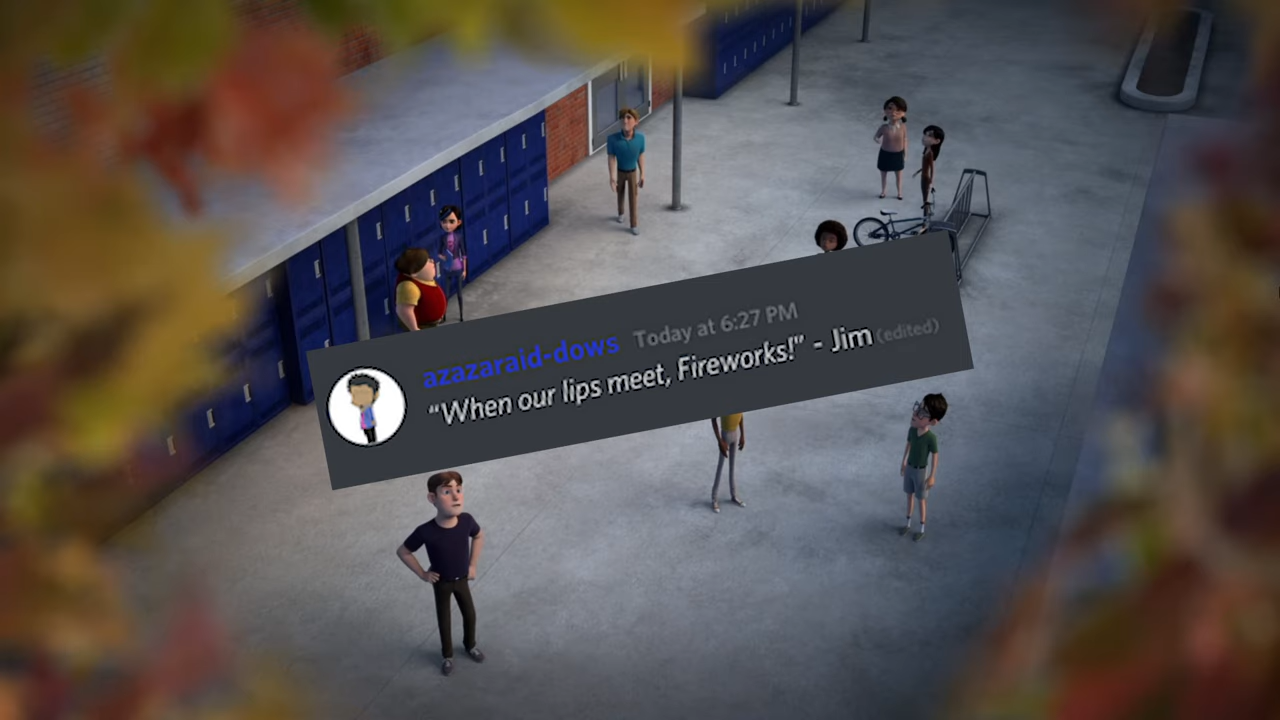 azazaraid-dows Today at 6:27 PM
“When our lips meet, Fireworks!” - Jim (edited)